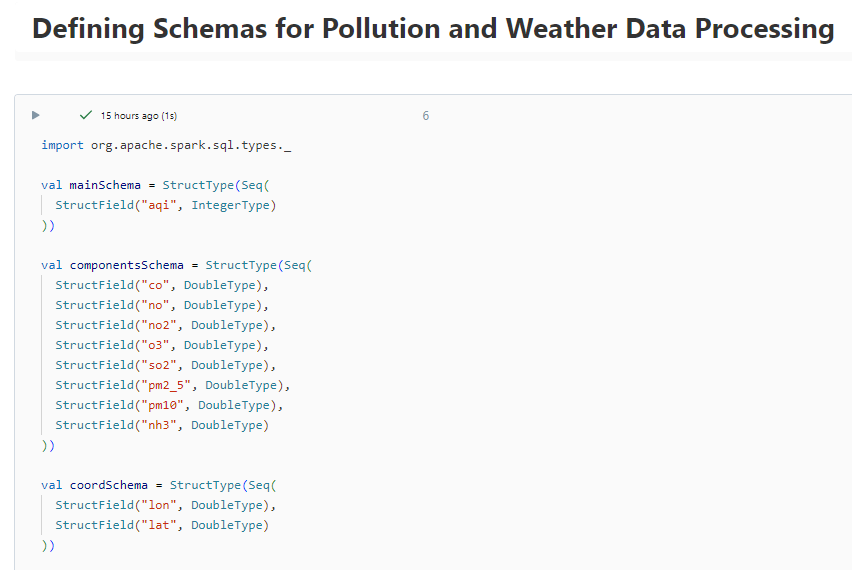 Defining Schemas for Pollution and Weather Data Processing
15 hours ago (1s)
6
import org.apache.spark.sql.types._
val mainSchema = StructType(Seq(
  StructField("aqi", IntegerType)
))
val componentsSchema = StructType(Seq(
  StructField("co", DoubleType),
  StructField("no", DoubleType),
  StructField("no2", DoubleType),
  StructField("o3", DoubleType),
  StructField("so2", DoubleType),
  StructField("pm2_5", DoubleType),
  StructField("pm10", DoubleType),
  StructField("nh3", DoubleType)
))
val coordSchema = StructType(Seq(
  StructField("lon", DoubleType),
  StructField("lat", DoubleType)
))